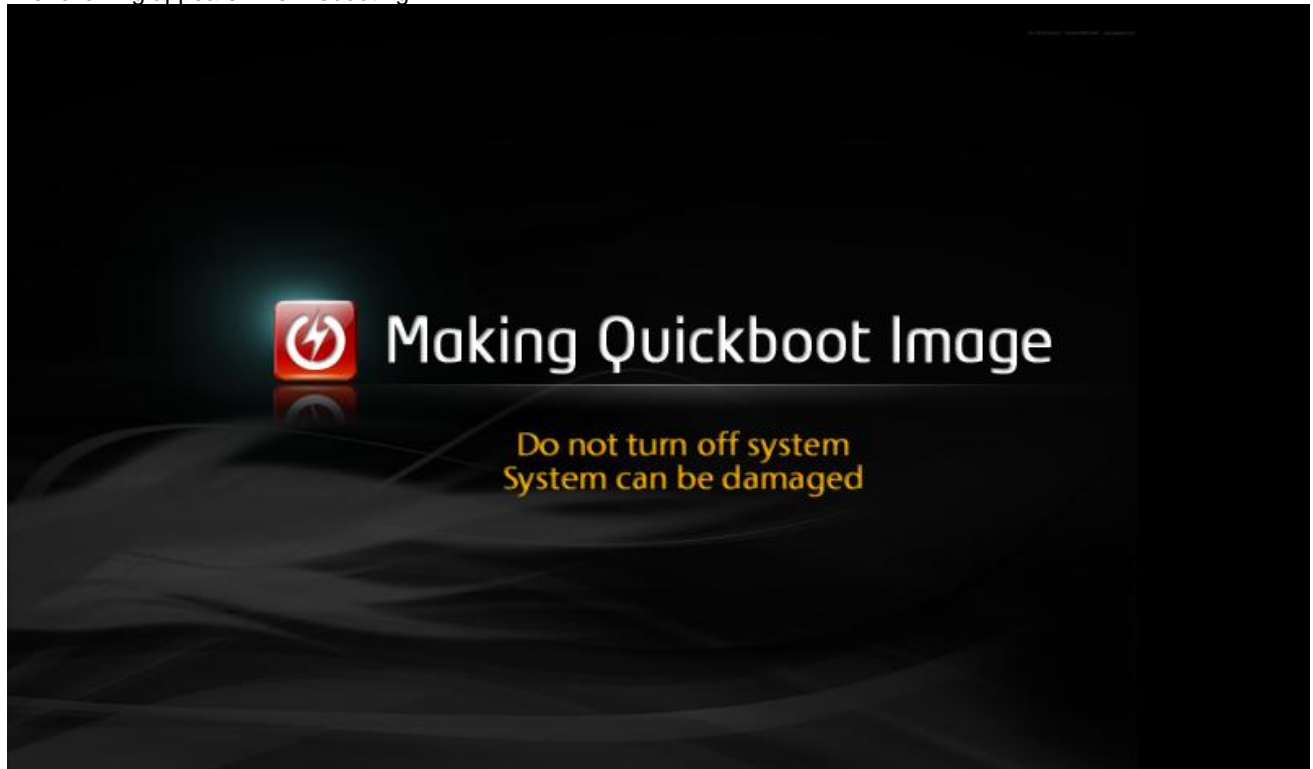 Making Quickboot Image
Do not turn off system
System can be damaged